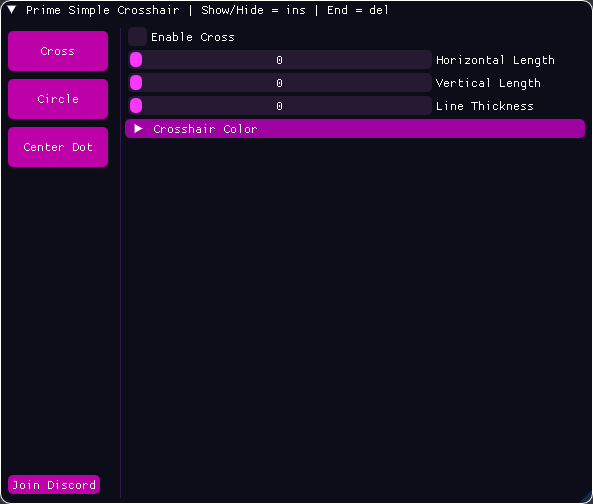 Prime Simple Crosshair | Show/Hide = ins | End = del
Cross
Circle
Center Dot
Enable Cross
0 Horizontal Length
0 Vertical Length
0 Line Thickness
Crosshair Color
Join Discord